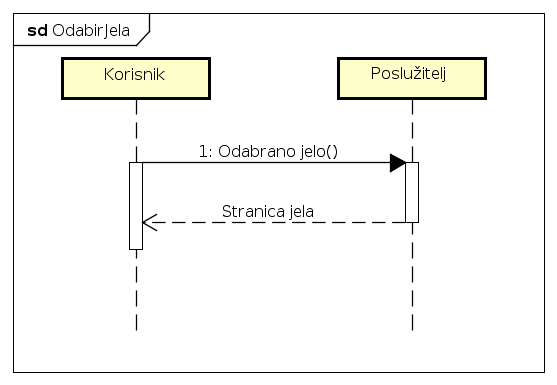 sd OdabirJela
Korisnik
Poslužitelj
1: Odabrano jelo()
Stranica jela